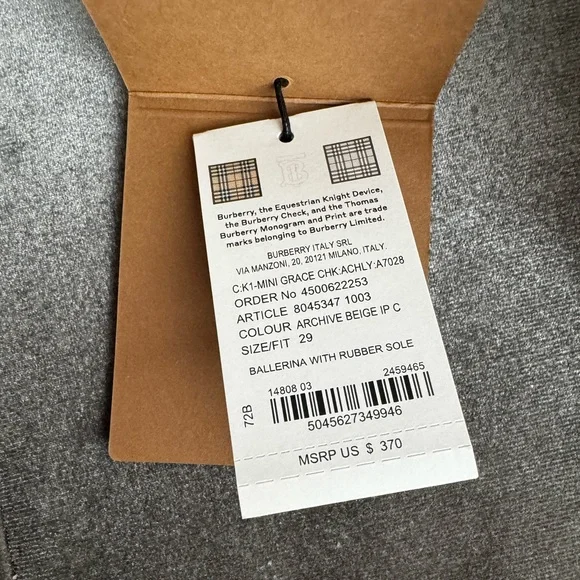 Burberry, the Equestrian Knight Device,
the Burberry Check, and the Thomas
Burberry Monogram and Print are trade
marks belonging to Burberry Limited.
BURBERRY ITALY SRL
VIA MANZONI, 20, 20121 MILANO, ITALY.
C:K1-MINI GRACE CHK:ACHLY:A7028
ORDER No 4500622253
ARTICLE 8045347 1003
COLOUR ARCHIVE BEIGE IP C
SIZE/FIT 29
BALLERINA WITH RUBBER SOLE
14808 03 2459465
72B
5045627349946
MSRP US $ 370